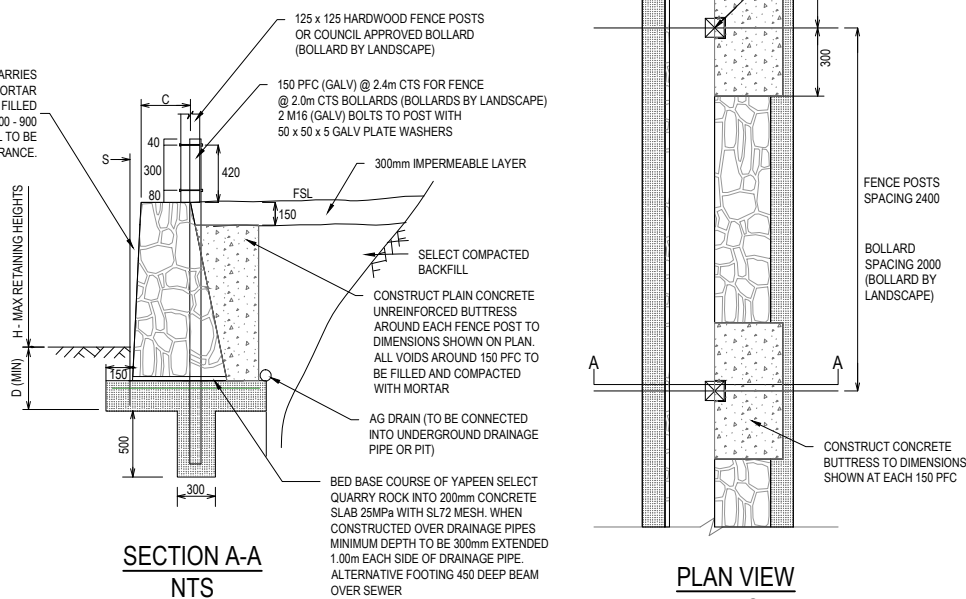 125 x 125 HARDWOOD FENCE POSTS
OR COUNCIL APPROVED BOLLARD
(BOLLARD BY LANDSCAPE)
ARRIES
ORTAR
FILLED
00 - 900
L TO BE
RANCE.
150 PFC (GALV) @ 2.4m CTS FOR FENCE
@ 2.0m CTS BOLLARDS (BOLLARDS BY LANDSCAPE)
2 M16 (GALV) BOLTS TO POST WITH
50 x 50 x 5 GALV PLATE WASHERS
C
S
40
300
80
420
300mm IMPERMEABLE LAYER
FSL
150
H - MAX RETAINING HEIGHTS
D (MIN)
150
500
300
SELECT COMPACTED
BACKFILL
CONSTRUCT PLAIN CONCRETE
UNREINFORCED BUTTRESS
AROUND EACH FENCE POST TO
DIMENSIONS SHOWN ON PLAN.
ALL VOIDS AROUND 150 PFC TO
BE FILLED AND COMPACTED
WITH MORTAR
AG DRAIN (TO BE CONNECTED
INTO UNDERGROUND DRAINAGE
PIPE OR PIT)
BED BASE COURSE OF YAPEEN SELECT
QUARRY ROCK INTO 200mm CONCRETE
SLAB 25MPa WITH SL72 MESH. WHEN
CONSTRUCTED OVER DRAINAGE PIPES
MINIMUM DEPTH TO BE 300mm EXTENDED
1.00m EACH SIDE OF DRAINAGE PIPE.
ALTERNATIVE FOOTING 450 DEEP BEAM
OVER SEWER
SECTION A-A
NTS
300
FENCE POSTS
SPACING 2400
BOLLARD
SPACING 2000
(BOLLARD BY
LANDSCAPE)
A
A
CONSTRUCT CONCRETE
BUTTRESS TO DIMENSIONS
SHOWN AT EACH 150 PFC
PLAN VIEW